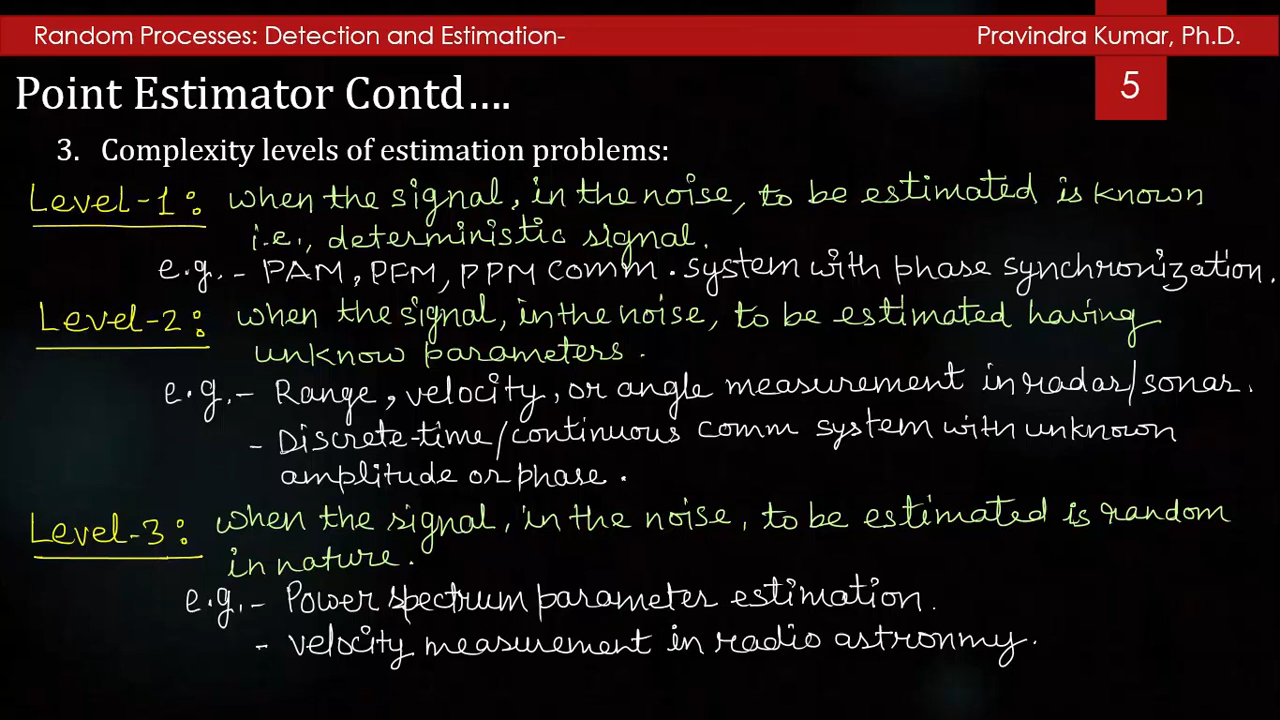 Random Processes: Detection and Estimation- Pravindra Kumar, Ph.D.
Point Estimator Contd.... 5
3. Complexity levels of estimation problems:
Level-1: when the signal, in the noise, to be estimated is known
i.e., deterministic signal.
e.g. - PAM, PFM, PPM comm. system with phase synchronization.
Level-2: when the signal, in the noise, to be estimated having
unknow parameters.
e.g. - Range, velocity, or angle measurement in radar/sonar.
- Discrete-time/continuous comm system with unknown
amplitude or phase.
Level-3: when the signal, in the noise, to be estimated is random
in nature.
e.g. - Power spectrum parameter estimation.
- velocity measurement in radio astronmy.